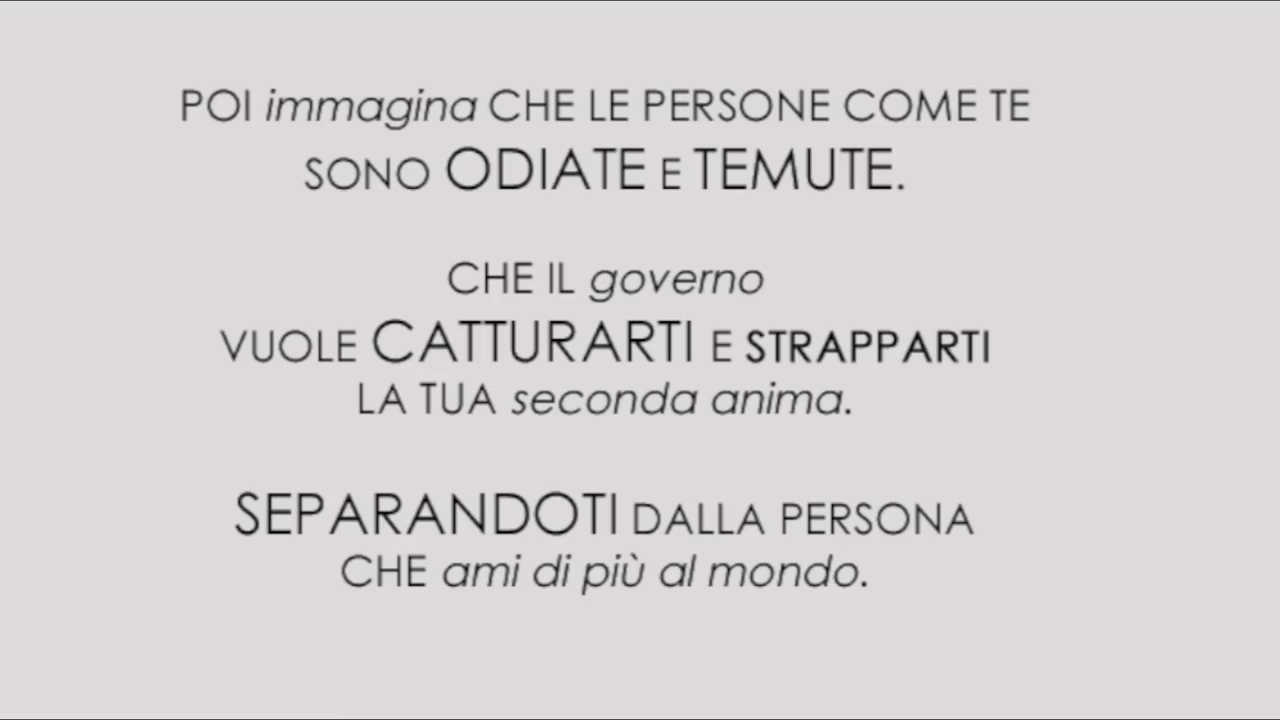 POI immagina CHE LE PERSONE COME TE
SONO ODIATE E TEMUTE.
CHE IL governo
VUOLE CATTURARTI E STRAPPARTI
LA TUA seconda anima.
SEPARANDOTI DALLA PERSONA
CHE ami di più al mondo.